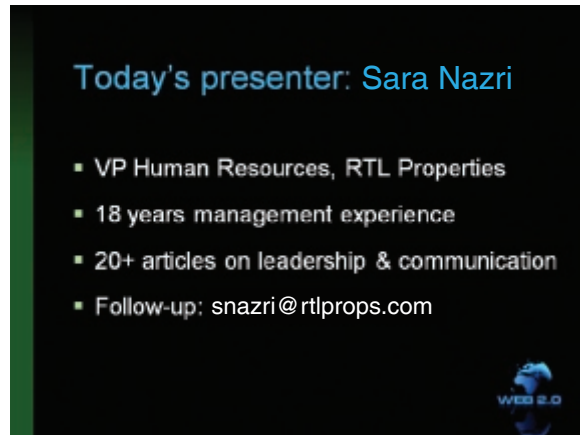 Today's presenter: Sara Nazri
▪ VP Human Resources, RTL Properties
▪ 18 years management experience
▪ 20+ articles on leadership & communication
▪ Follow-up: snazri@rtlprops.com
WEB 2.0